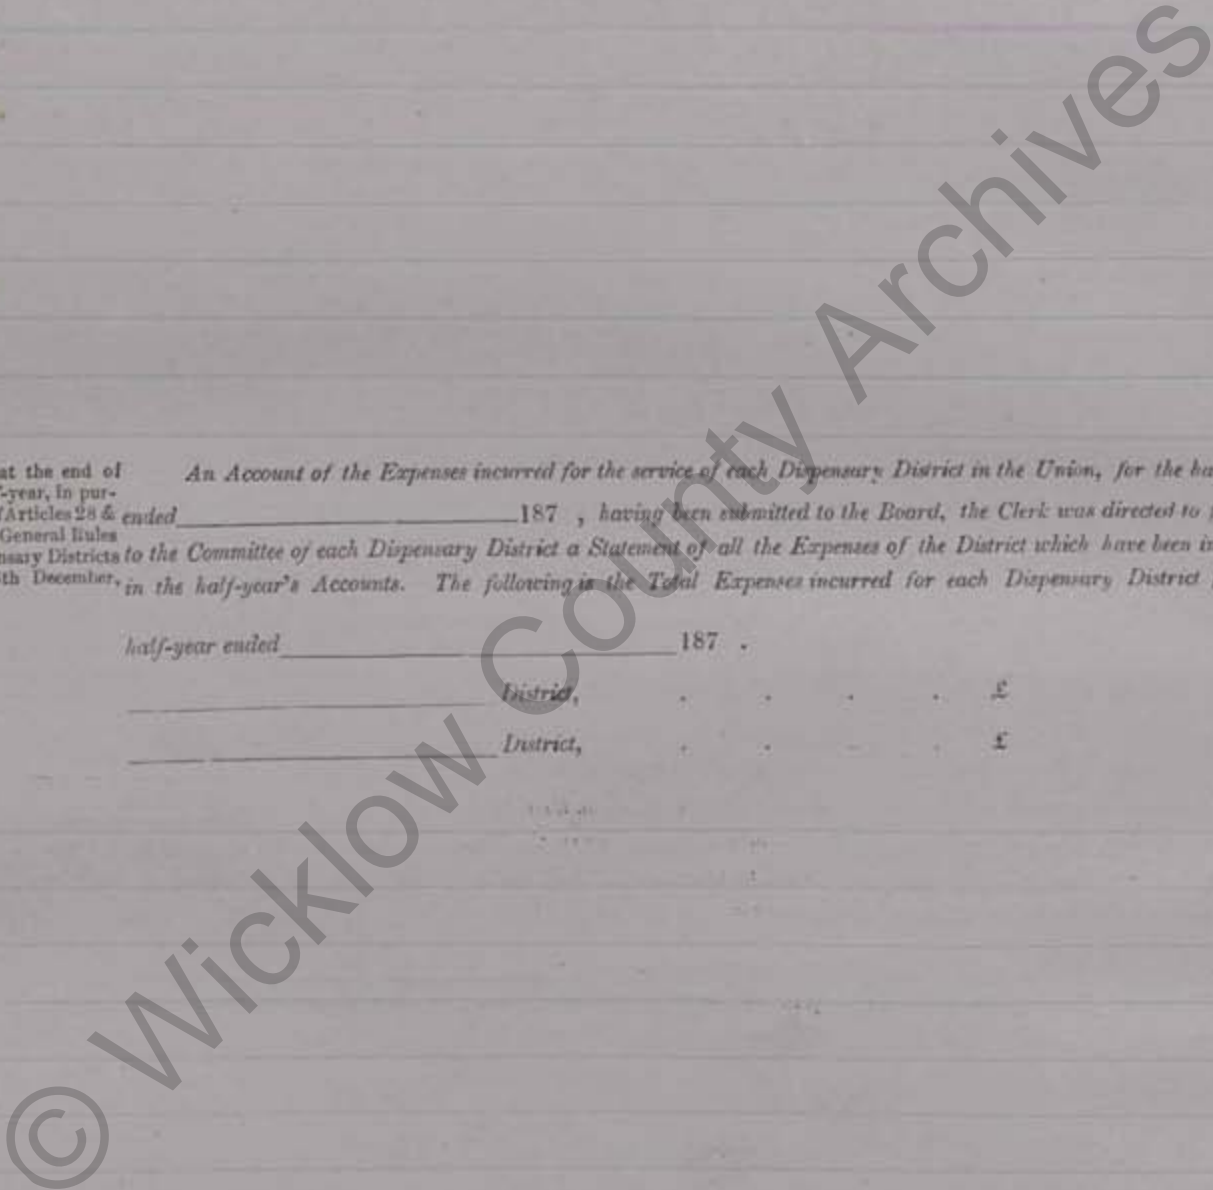 at the end of
-year, in pur-
Articles 28 &
General Rules
nsary Districts
th December,
An Account of the Expenses incurred for the service of each Dispensary District in the Union, for the ha
ended 187 , having been submitted to the Board, the Clerk was directed to
to the Committee of each Dispensary District a Statement of all the Expenses of the District which have been in
in the half-year's Accounts. The following is the Total Expenses incurred for each Dispensary District
half-year ended 187 .
District, . . . . £
District, . . . . £
© Wicklow County Archives